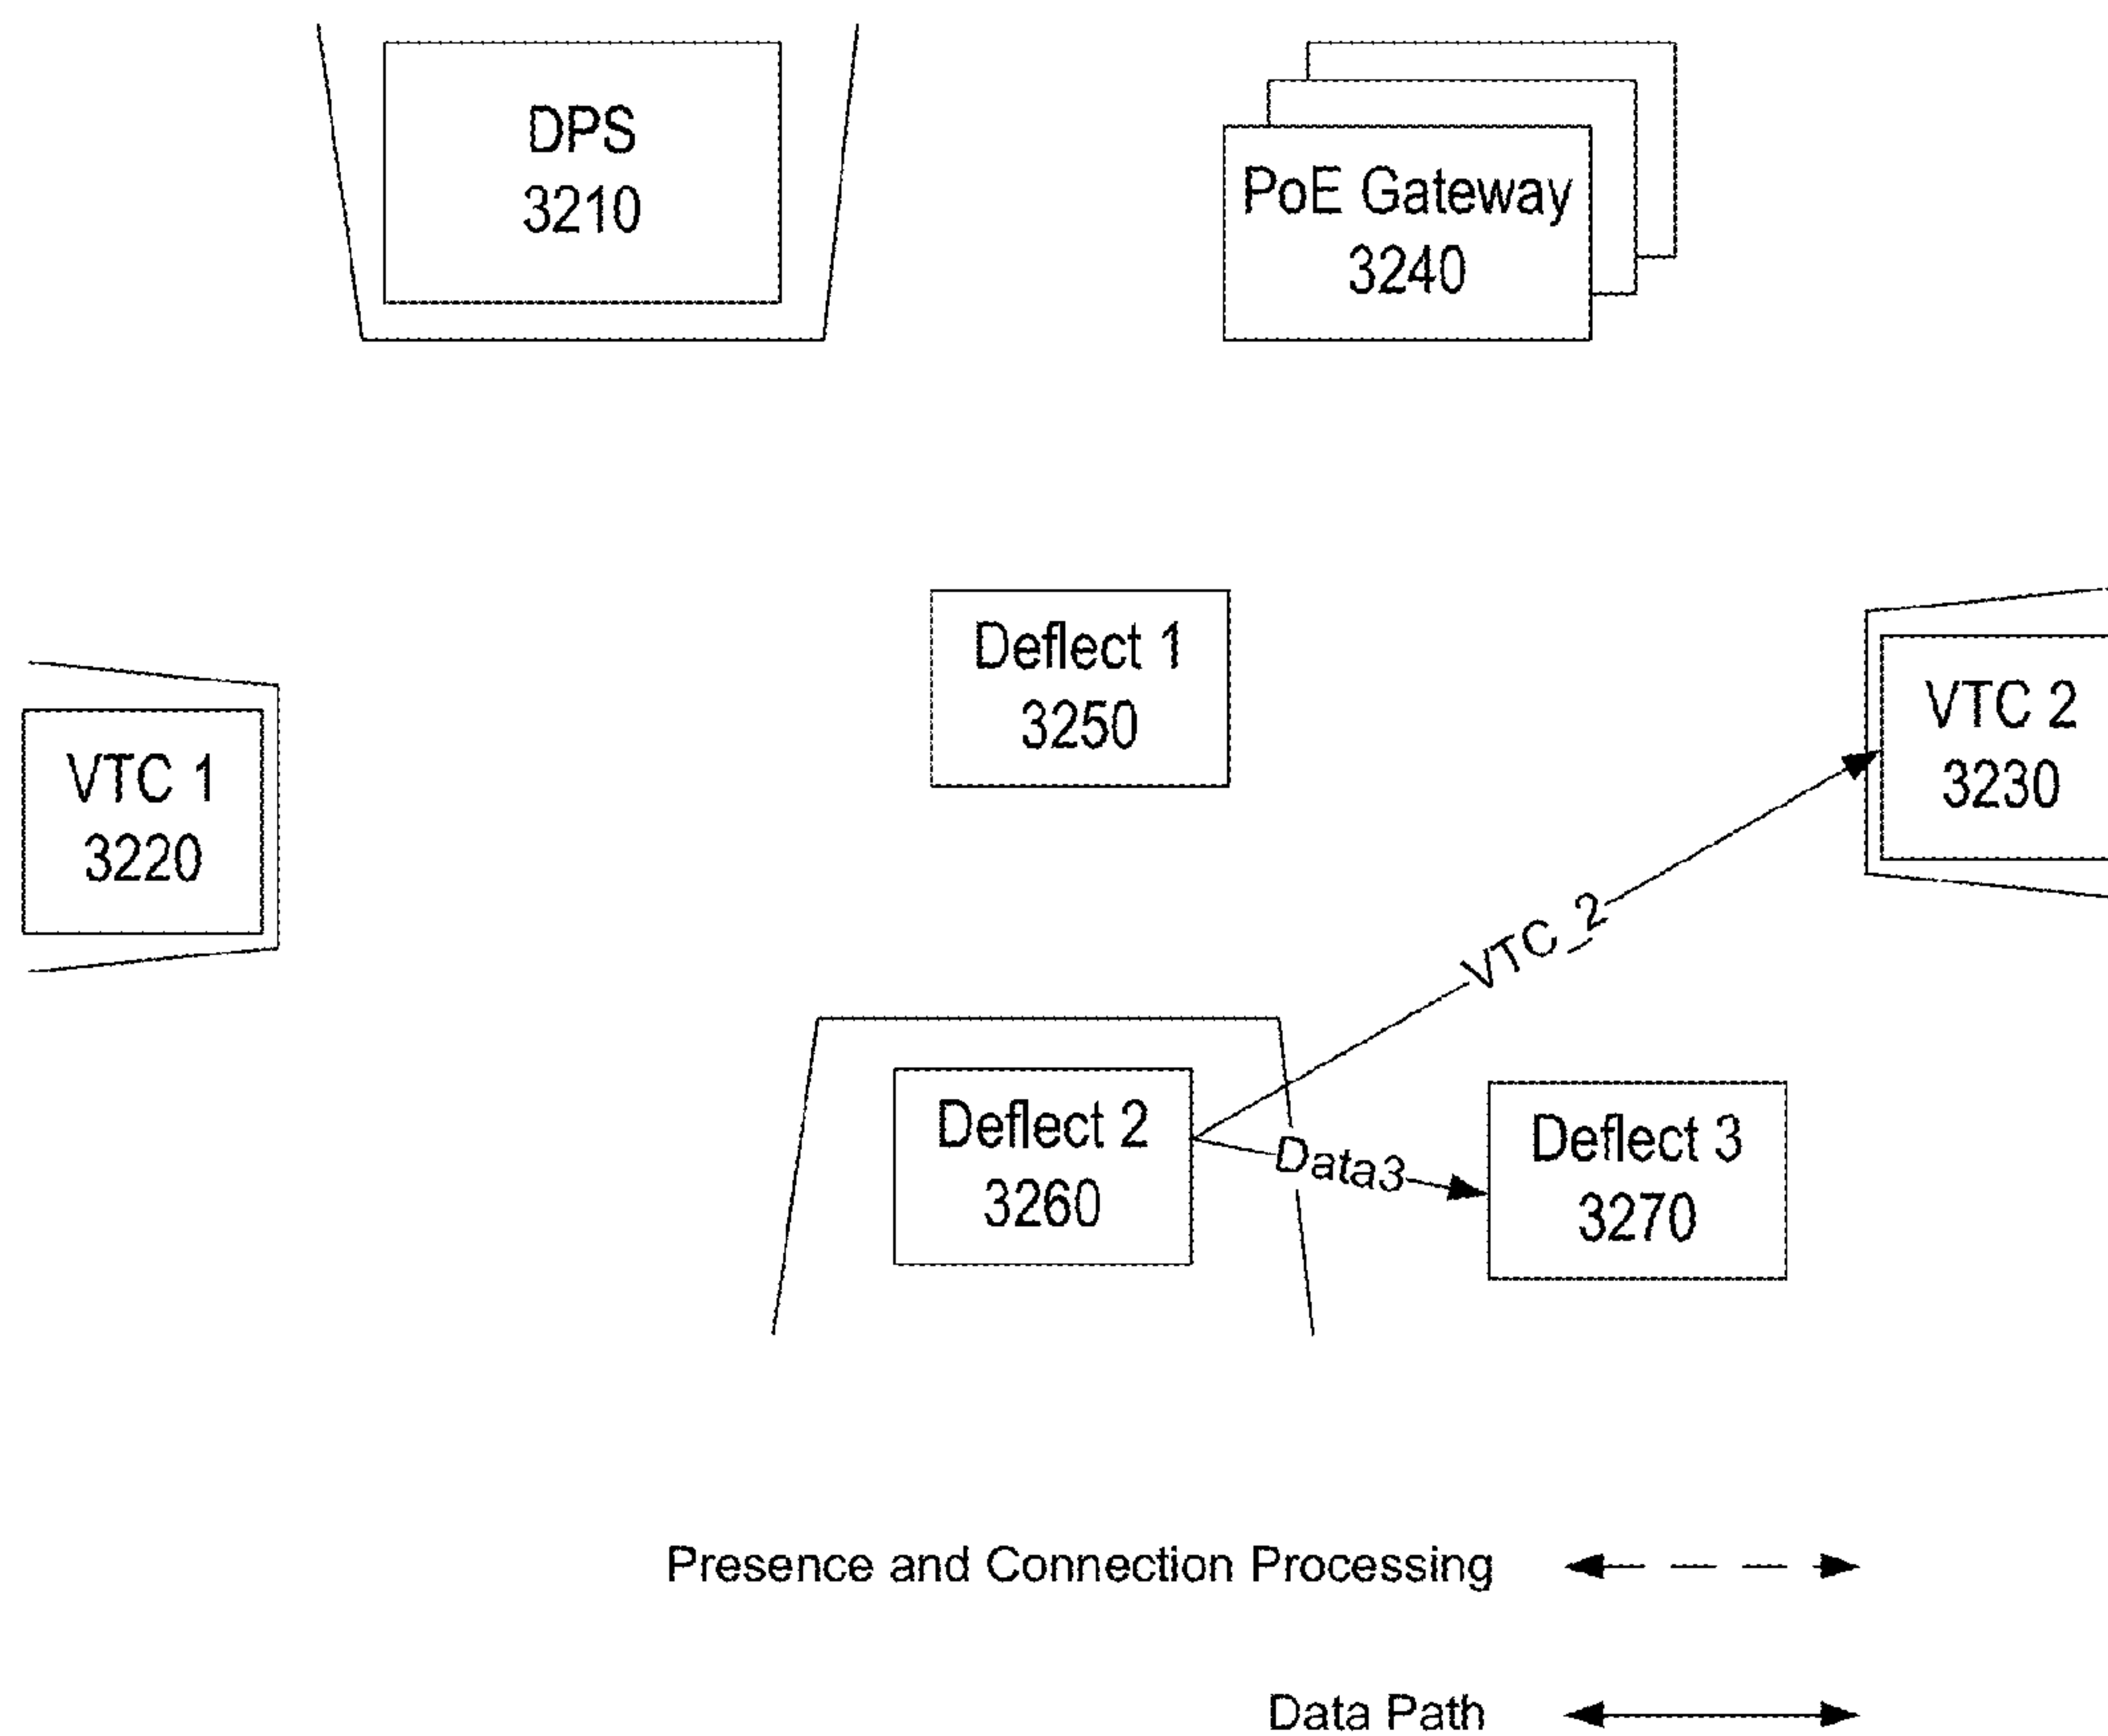 DPS
3210
PoE Gateway
3240
Deflect 1
3250
VTC 2
3230
VTC 1
3220
VTC_2
Deflect 2
3260
Data3
Deflect 3
3270
Presence and Connection Processing
Data Path